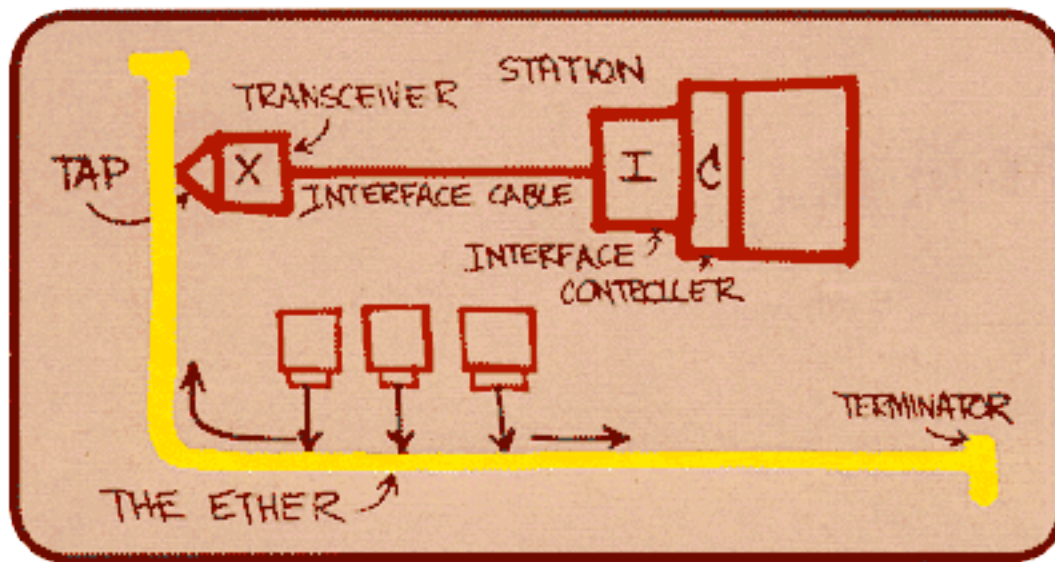 STATION
TRANSCEIVER
TAP
X
I
C
INTERFACE CABLE
INTERFACE
CONTROLLER
TERMINATOR
THE ETHER